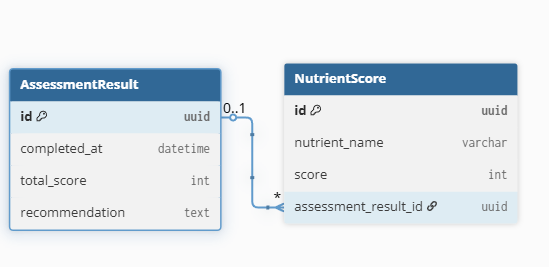 AssessmentResult
id uuid
completed_at datetime
total_score int
recommendation text
0..1
*
NutrientScore
id uuid
nutrient_name varchar
score int
assessment_result_id uuid